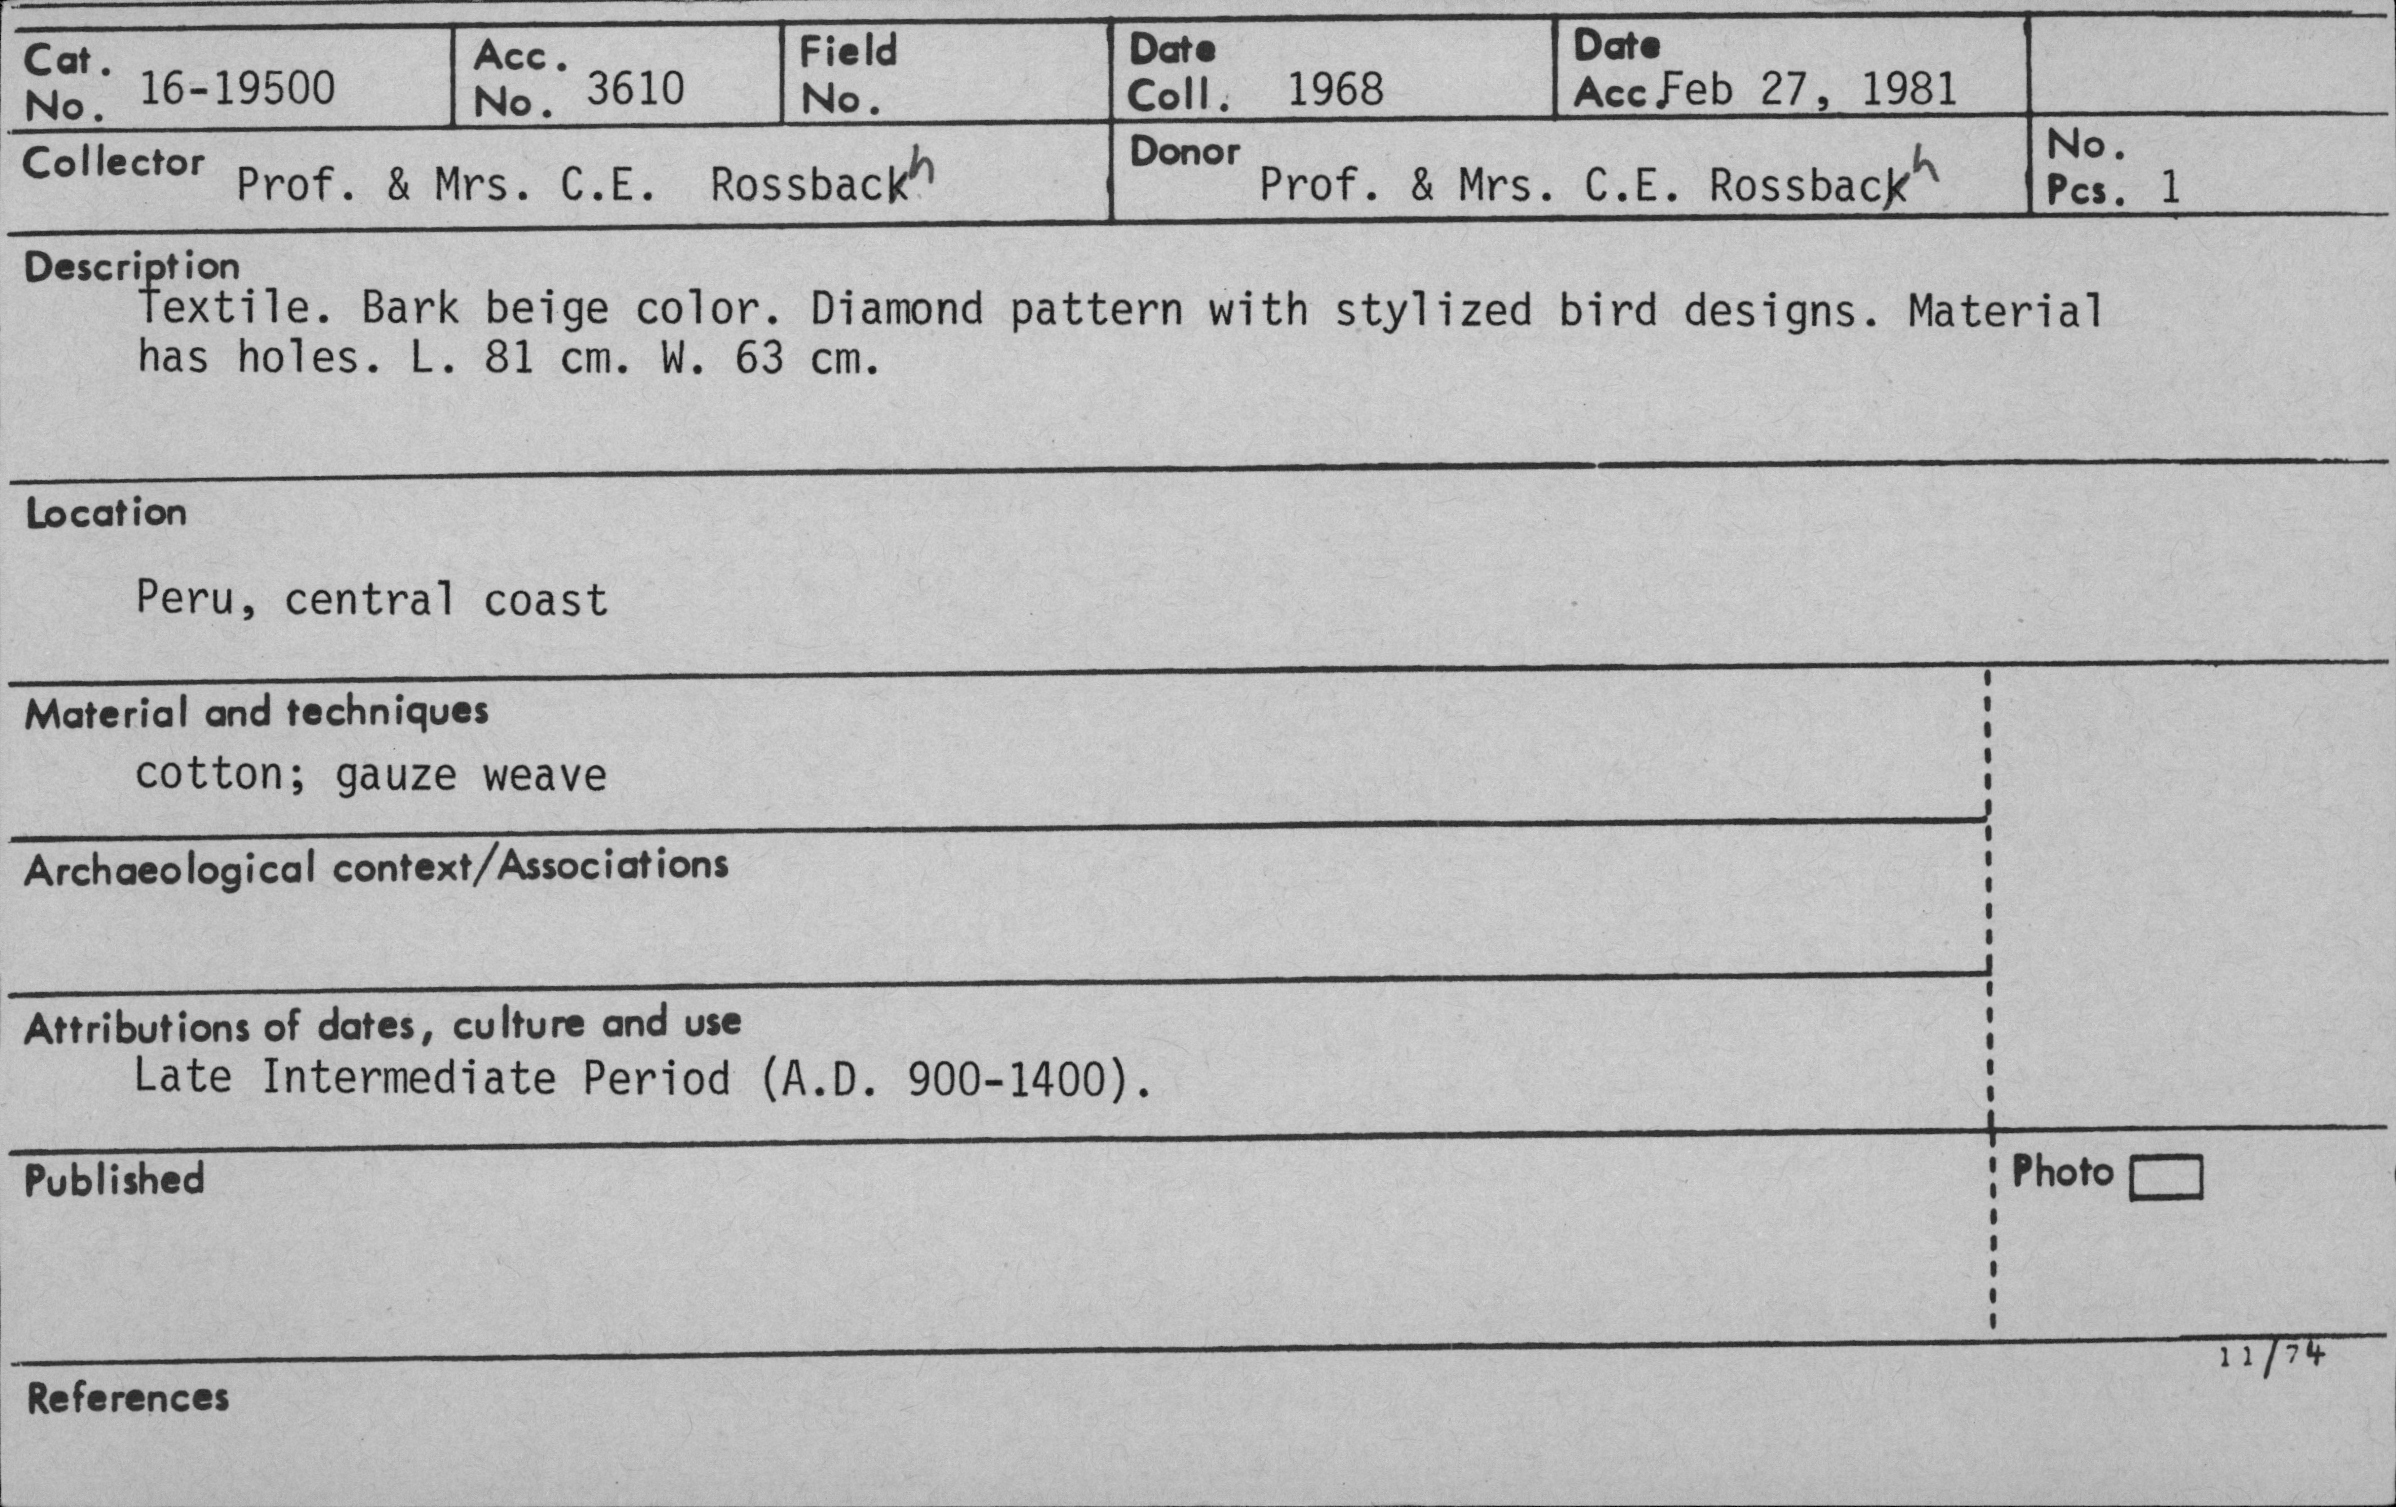 Cat. No. 16-19500
Acc. No. 3610
Field No.
Date Coll. 1968
Date Acc. Feb 27, 1981
Collector Prof. & Mrs. C.E. Rossbackh
Donor Prof. & Mrs. C.E. Rossbackh
No. Pcs. 1
Description
Textile. Bark beige color. Diamond pattern with stylized bird designs. Material
has holes. L. 81 cm. W. 63 cm.
Location
Peru, central coast
Material and techniques
cotton; gauze weave
Archaeological context/Associations
Attributions of dates, culture and use
Late Intermediate Period (A.D. 900-1400).
Published
Photo
11/74
References